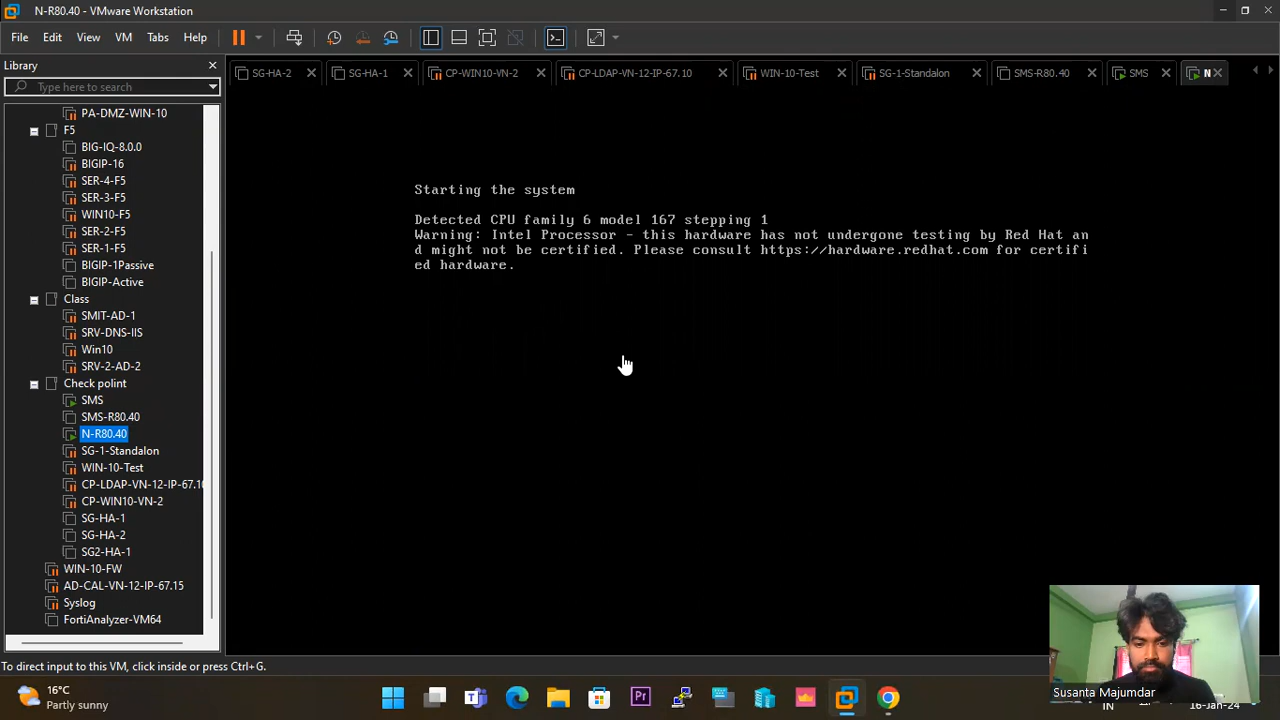 N-R80.40 - VMware Workstation
File Edit View VM Tabs Help
Library
Type here to search
SG-HA-2
SG-HA-1
CP-WIN10-VN-2
CP-LDAP-VN-12-IP-67.10
WIN-10-Test
SG-1-Standalon
SMS-R80.40
SMS
N
PA-DMZ-WIN-10
F5
BIG-IQ-8.0.0
BIGIP-16
SER-4-F5
SER-3-F5
WIN10-F5
SER-2-F5
SER-1-F5
BIGIP-1Passive
BIGIP-Active
Class
SMIT-AD-1
SRV-DNS-IIS
Win10
SRV-2-AD-2
Check polint
SMS
SMS-R80.40
N-R80.40
SG-1-Standalon
WIN-10-Test
CP-LDAP-VN-12-IP-67.10
CP-WIN10-VN-2
SG-HA-1
SG-HA-2
SG2-HA-1
WIN-10-FW
AD-CAL-VN-12-IP-67.15
Syslog
FortiAnalyzer-VM64
Starting the system
Detected CPU family 6 model 167 stepping 1
Warning: Intel Processor - this hardware has not undergone testing by Red Hat an
d might not be certified. Please consult https://hardware.redhat.com for certifi
ed hardware.
To direct input to this VM, click inside or press Ctrl+G.
16°C
Partly sunny
Susanta Majumdar
IN
16-Jan-24